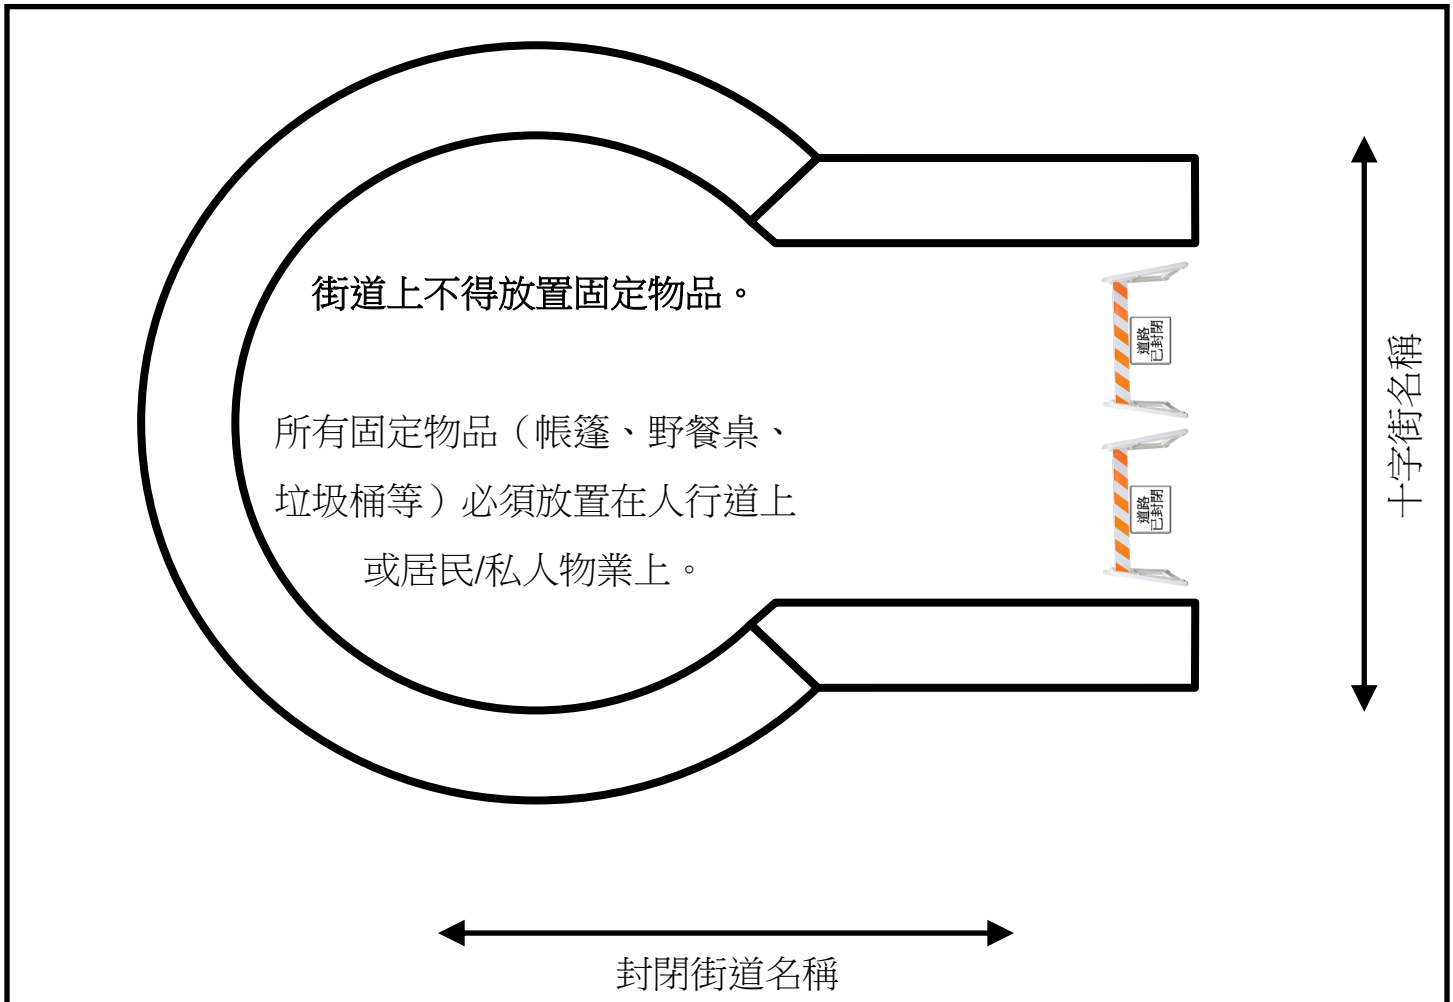 街道上不得放置固定物品。
所有固定物品（帳篷、野餐桌、
垃圾桶等）必須放置在人行道上
或居民/私人物業上。
道路
已封閉
道路
已封閉
十字街名稱
封閉街道名稱